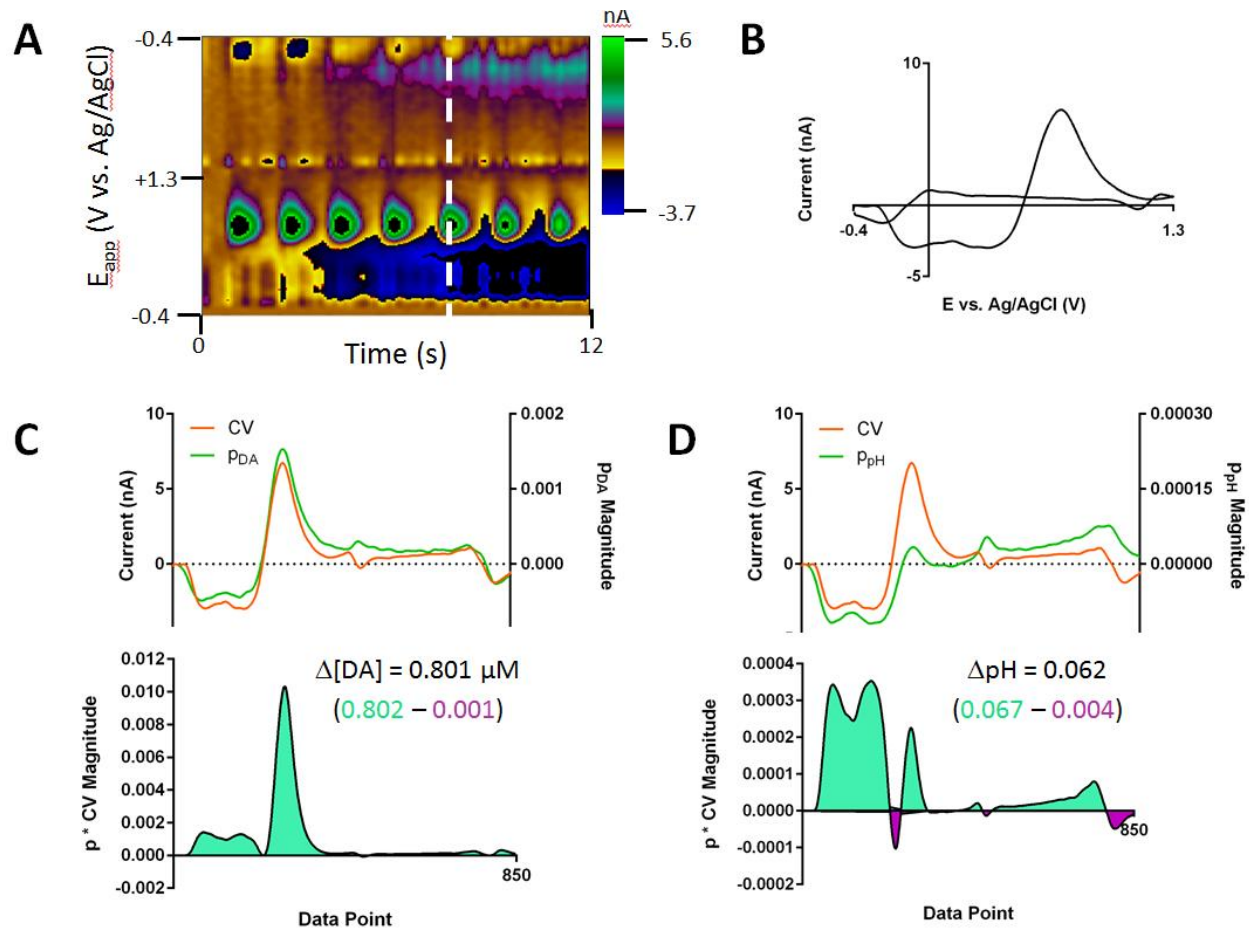 A
nA
-0.4
5.6
+1.3
-3.7
-0.4
E_app (V vs. Ag/AgCl)
0
12
Time (s)
B
10
Current (nA)
-0.4
1.3
-5
E vs. Ag/AgCl (V)
C
10
0.002
CV
p_DA
5
0.001
0
0.000
Current (nA)
p_DA Magnitude
0.012
0.010
0.008
0.006
0.004
0.002
0.000
-0.002
p * CV Magnitude
Δ[DA] = 0.801 µM
(0.802 – 0.001)
850
Data Point
D
10
0.00030
CV
p_pH
5
0.00015
0
0.00000
Current (nA)
p_pH Magnitude
0.0004
0.0003
0.0002
0.0001
0.0000
-0.0001
-0.0002
p * CV Magnitude
ΔpH = 0.062
(0.067 – 0.004)
850
Data Point